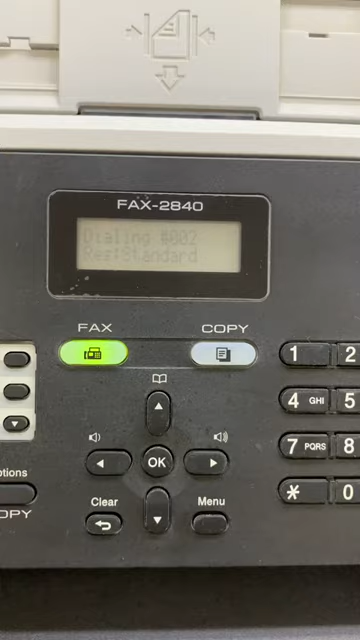 FAX-2840
Dialing #002
Res:Standard
FAX
COPY
1
2
4 GHI
5
7 PQRS
8
OK
ptions
Clear
Menu
*
0
OPY